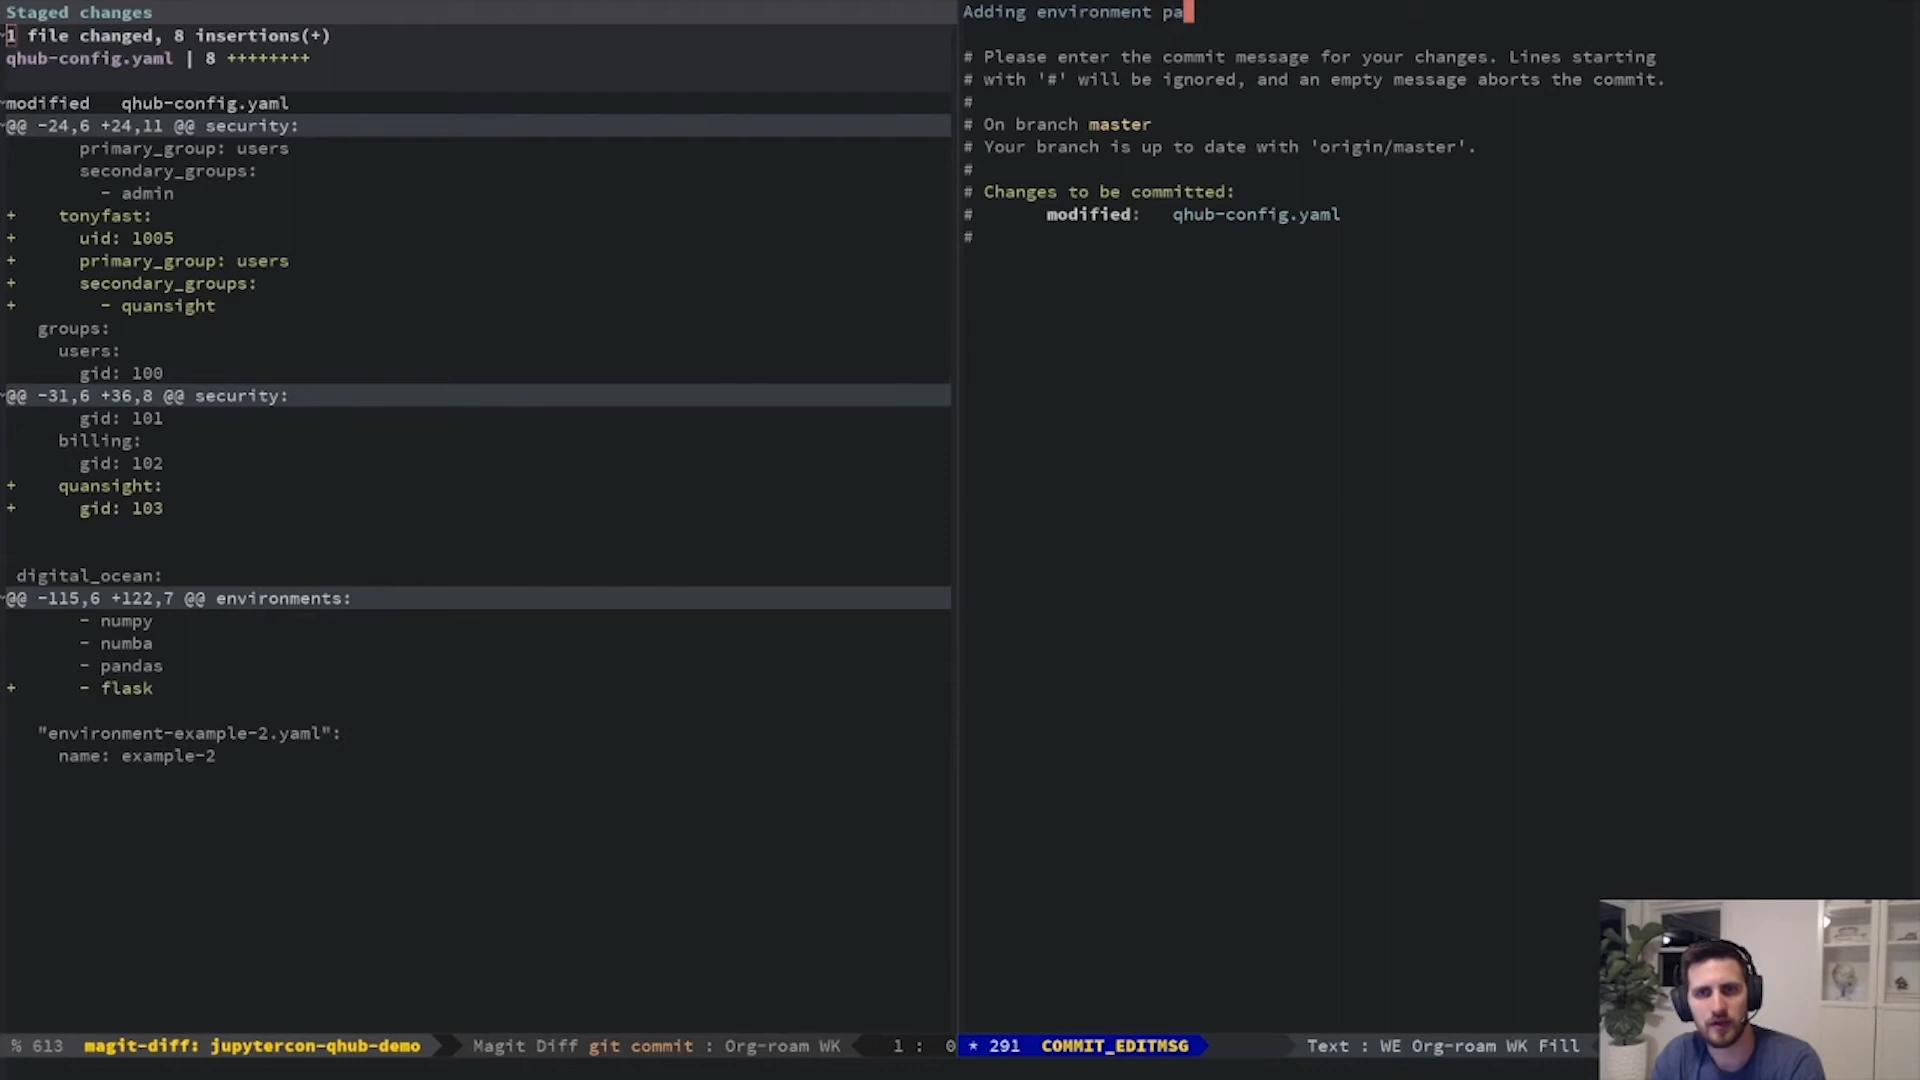 Staged changes
1 file changed, 8 insertions(+)
qhub-config.yaml | 8 ++++++++
modified   qhub-config.yaml
@@ -24,6 +24,11 @@ security:
primary_group: users
secondary_groups:
- admin
+    tonyfast:
+      uid: 1005
+      primary_group: users
+      secondary_groups:
+        - quansight
groups:
users:
gid: 100
@@ -31,6 +36,8 @@ security:
gid: 101
billing:
gid: 102
+    quansight:
+      gid: 103
digital_ocean:
@@ -115,6 +122,7 @@ environments:
- numpy
- numba
- pandas
+      - flask
"environment-example-2.yaml":
name: example-2
% 613  magit-diff: jupytercon-qhub-demo  Magit Diff git commit : Org-roam WK  1 : 0
Adding environment pa
# Please enter the commit message for your changes. Lines starting
# with '#' will be ignored, and an empty message aborts the commit.
#
# On branch master
# Your branch is up to date with 'origin/master'.
#
# Changes to be committed:
#       modified:   qhub-config.yaml
#
* 291  COMMIT_EDITMSG  Text : WE Org-roam WK Fill